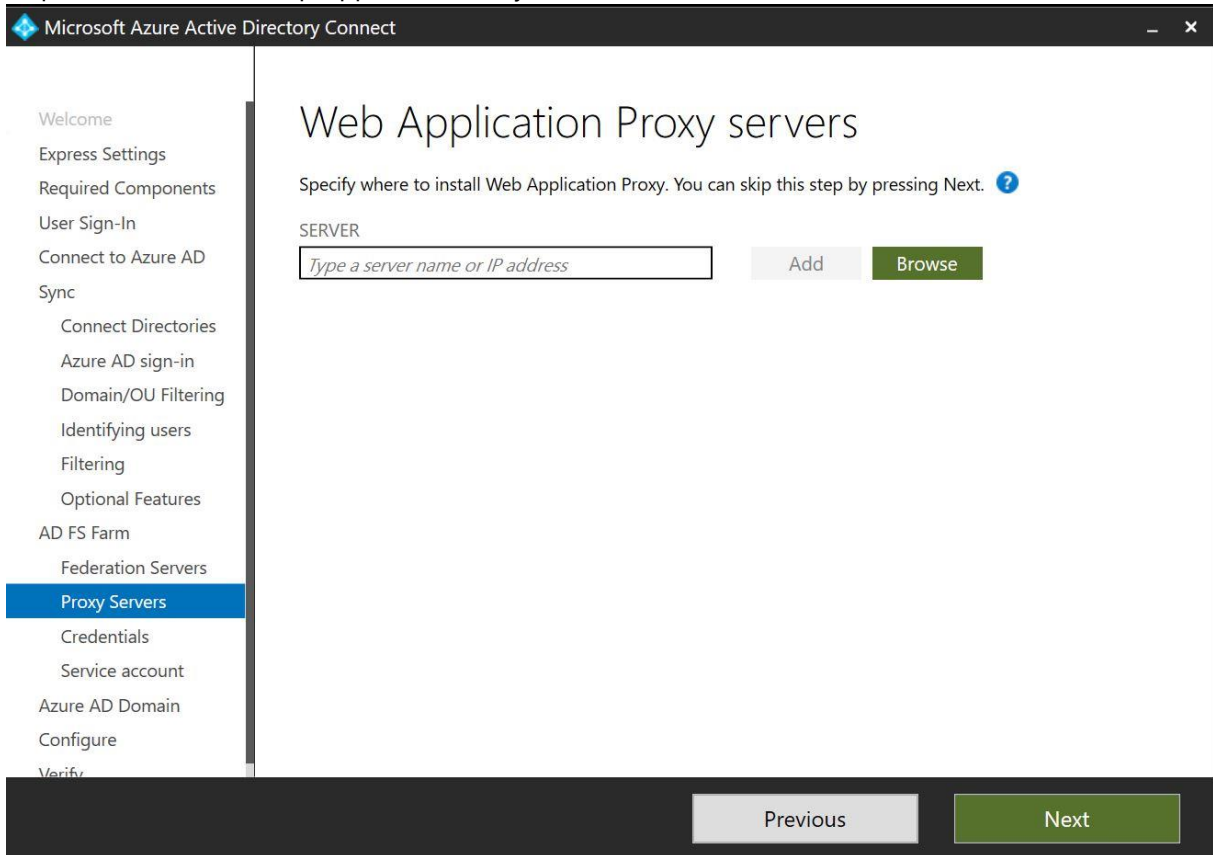 Microsoft Azure Active Directory Connect
Welcome
Express Settings
Required Components
User Sign-In
Connect to Azure AD
Sync
Connect Directories
Azure AD sign-in
Domain/OU Filtering
Identifying users
Filtering
Optional Features
AD FS Farm
Federation Servers
Proxy Servers
Credentials
Service account
Azure AD Domain
Configure
Verify
Web Application Proxy servers
Specify where to install Web Application Proxy. You can skip this step by pressing Next. ?
SERVER
Type a server name or IP address
Add
Browse
Previous
Next